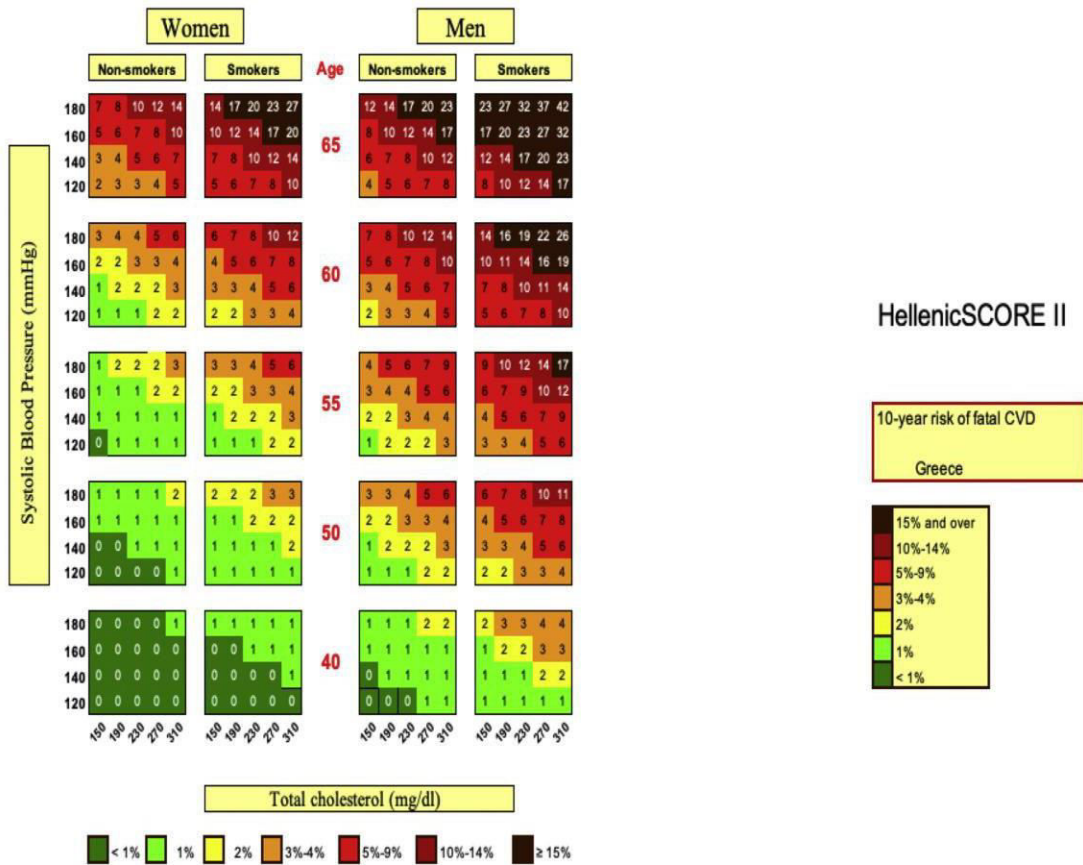 Women Men
Non-smokers Smokers Age Non-smokers Smokers
Systolic Blood Pressure (mmHg)
180 7 8 10 12 14 14 17 20 23 27 12 14 17 20 23 23 27 32 37 42
160 5 6 7 8 10 10 12 14 17 20 8 10 12 14 17 17 20 23 27 32
65
140 3 4 5 6 7 7 8 10 12 14 6 7 8 10 12 12 14 17 20 23
120 2 3 3 4 5 5 6 7 8 10 4 5 6 7 8 8 10 12 14 17
180 3 4 4 5 6 6 7 8 10 12 7 8 10 12 14 14 16 19 22 26
160 2 2 3 3 4 4 5 6 7 8 5 6 7 8 10 10 11 14 16 19
60
140 1 2 2 2 3 3 3 4 5 6 3 4 5 6 7 7 8 10 11 14
120 1 1 1 2 2 2 2 3 3 4 2 3 3 4 5 5 6 7 8 10
180 1 2 2 2 3 3 3 4 5 6 4 5 6 7 9 9 10 12 14 17
160 1 1 1 2 2 2 2 3 3 4 3 4 4 5 6 6 7 9 10 12
55
140 1 1 1 1 1 1 2 2 2 3 2 2 3 4 4 4 5 6 7 9
120 0 1 1 1 1 1 1 1 2 2 1 2 2 2 3 3 3 4 5 6
180 1 1 1 1 2 2 2 2 3 3 3 3 4 5 6 6 7 8 10 11
160 1 1 1 1 1 1 1 2 2 2 2 2 3 3 4 4 5 6 7 8
50
140 0 0 1 1 1 1 1 1 1 2 1 2 2 2 3 3 3 4 5 6
120 0 0 0 0 1 1 1 1 1 1 1 1 1 2 2 2 2 3 3 4
180 0 0 0 0 1 1 1 1 1 1 1 1 1 2 2 2 3 3 4 4
160 0 0 0 0 0 0 0 1 1 1 1 1 1 1 1 1 2 2 3 3
40
140 0 0 0 0 0 0 0 0 0 1 0 1 1 1 1 1 1 1 2 2
120 0 0 0 0 0 0 0 0 0 0 0 0 0 1 1 1 1 1 1 1
150 190 230 270 310 150 190 230 270 310 150 190 230 270 310 150 190 230 270 310
Total cholesterol (mg/dl)
< 1% 1% 2% 3%-4% 5%-9% 10%-14% ≥ 15%
HellenicSCORE II
10-year risk of fatal CVD
Greece
15% and over
10%-14%
5%-9%
3%-4%
2%
1%
< 1%